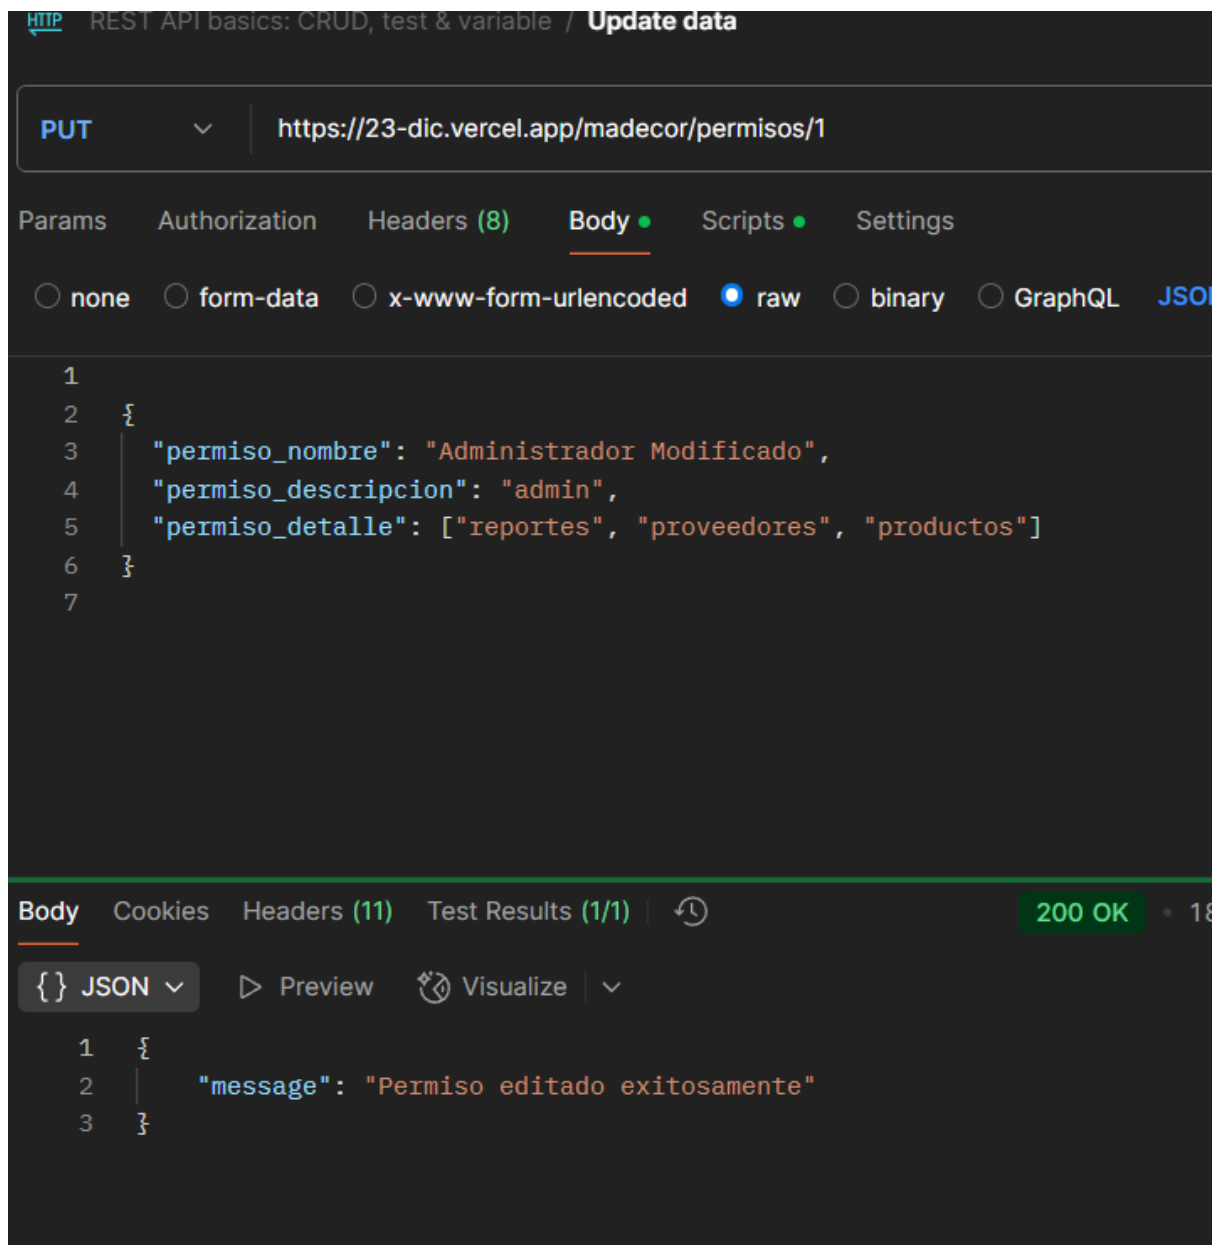 HTTP REST API basics: CRUD, test & variable / Update data
PUT https://23-dic.vercel.app/madecor/permisos/1
Params Authorization Headers (8) Body Scripts Settings
none form-data x-www-form-urlencoded raw binary GraphQL
1
2 {
3 "permiso_nombre": "Administrador Modificado",
4 "permiso_descripcion": "admin",
5 "permiso_detalle": ["reportes", "proveedores", "productos"]
6 }
7
Body Cookies Headers (11) Test Results (1/1) 200 OK •
{} JSON Preview Visualize
1 {
2 "message": "Permiso editado exitosamente"
3 }